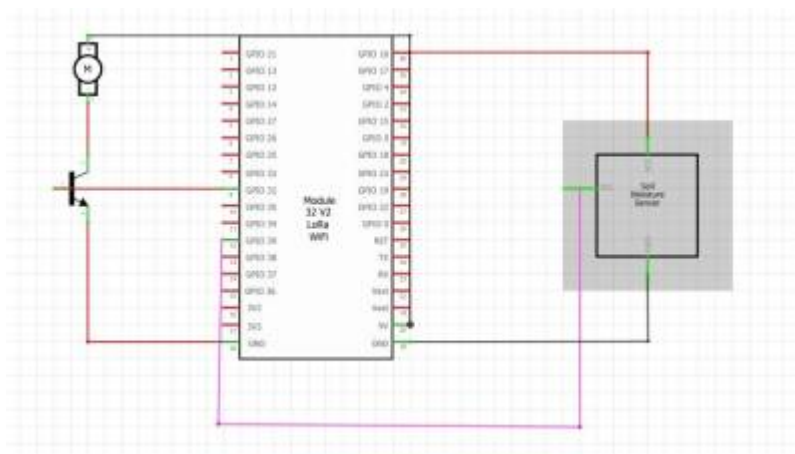 M
GPIO 21
GPIO 13
GPIO 12
GPIO 14
GPIO 27
GPIO 26
GPIO 25
GPIO 33
GPIO 32
GPIO 35
GPIO 34
GPIO 39
GPIO 38
GPIO 37
GPIO 36
3V3
3V3
GND
Module
32 V2
LoRa
WiFi
GPIO 16
GPIO 17
GPIO 4
GPIO 2
GPIO 15
GPIO 5
GPIO 18
GPIO 23
GPIO 19
GPIO 22
GPIO 0
RST
TX
RX
Vext
Vext
5V
GND
Soil
Moisture
Sensor